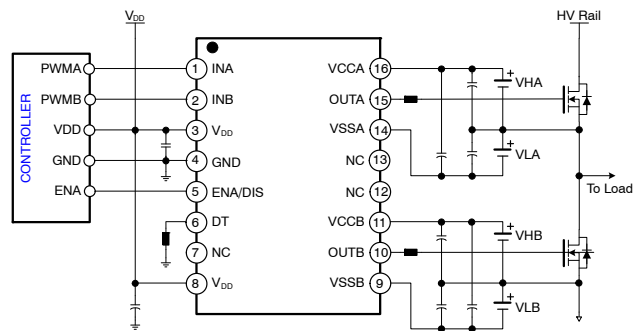 VDD
HV Rail
CONTROLLER
PWMA
PWMB
VDD
GND
ENA
1 INA
2 INB
3 VDD
4 GND
5 ENA/DIS
6 DT
7 NC
8 VDD
VCCA 16
OUTA 15
VSSA 14
NC 13
NC 12
VCCB 11
OUTB 10
VSSB 9
+ VHA
+ VLA
+ VHB
+ VLB
To Load